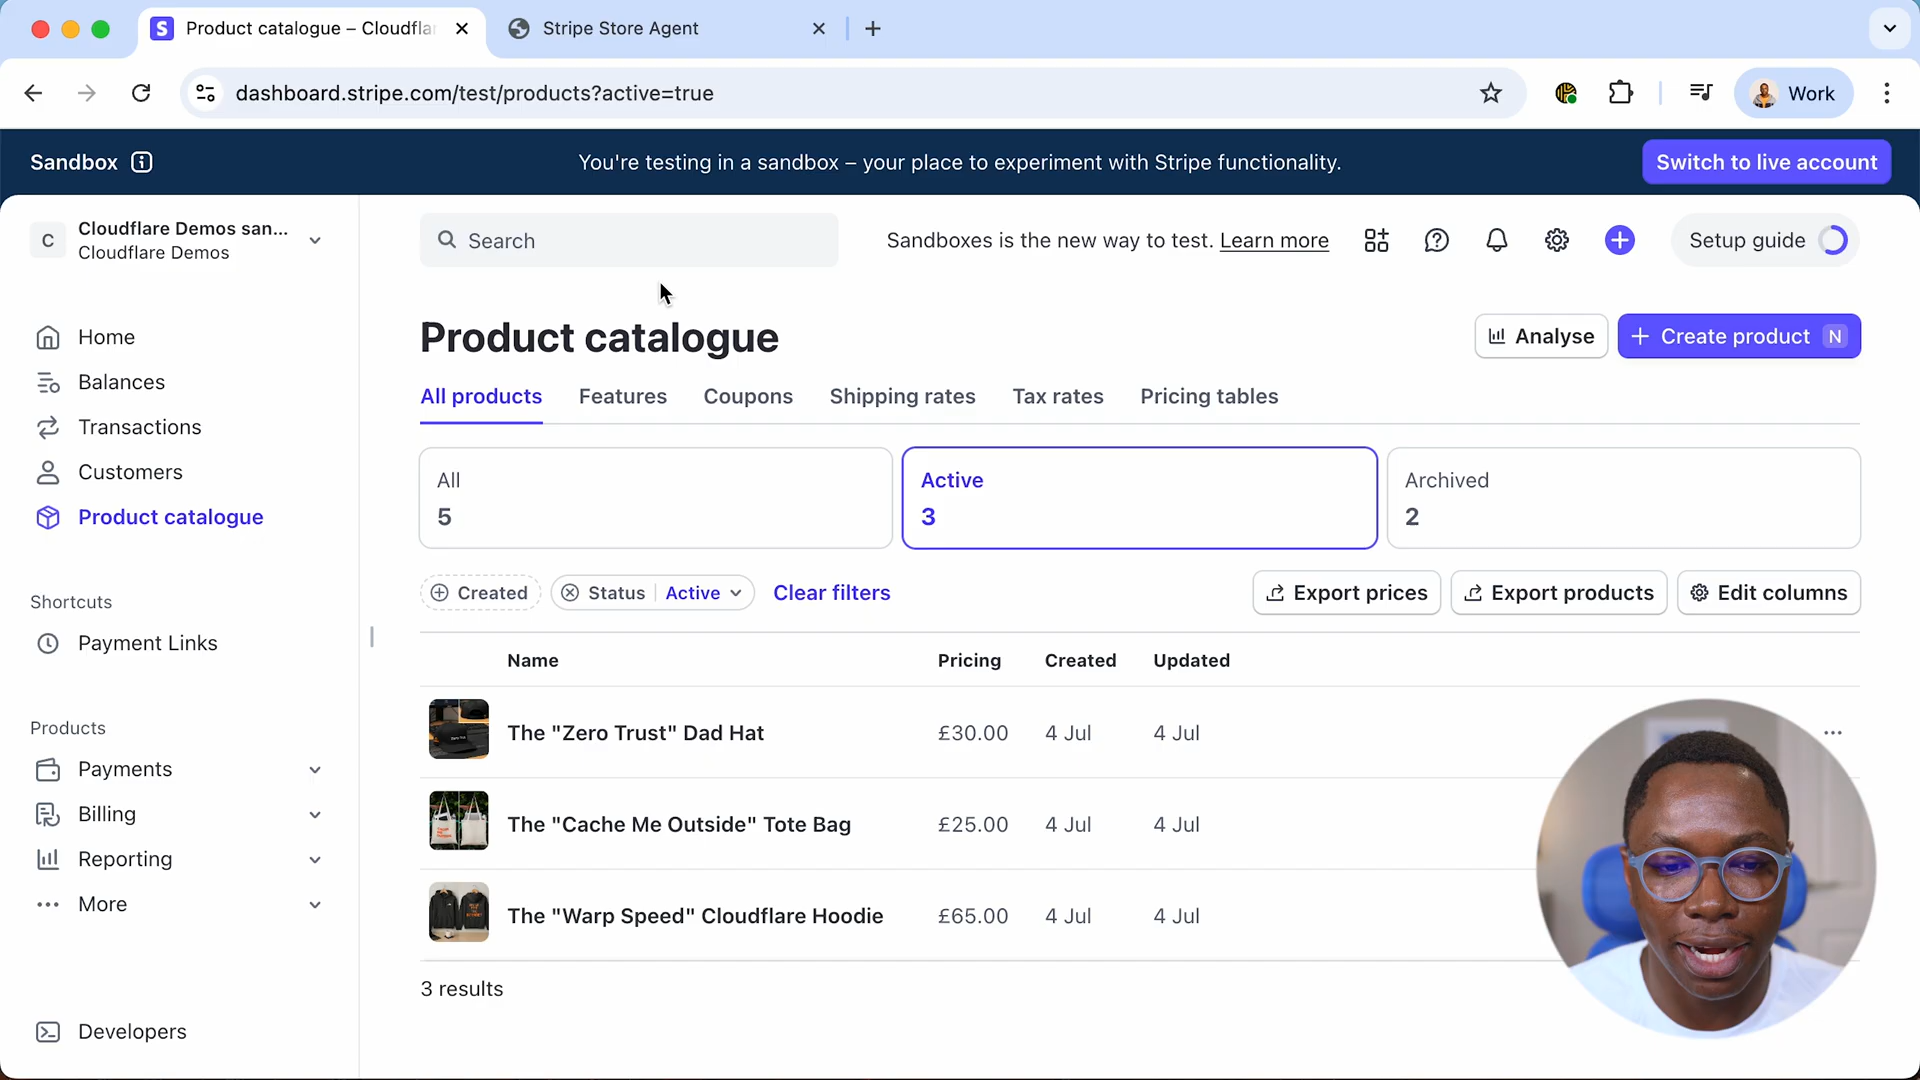 Product catalogue – Cloudfla
Stripe Store Agent
dashboard.stripe.com/test/products?active=true
Work
Sandbox
You're testing in a sandbox – your place to experiment with Stripe functionality.
Switch to live account
C
Cloudflare Demos san...
Cloudflare Demos
Search
Sandboxes is the new way to test. Learn more
Setup guide
Home
Balances
Transactions
Customers
Product catalogue
Shortcuts
Payment Links
Products
Payments
Billing
Reporting
More
Developers
Product catalogue
Analyse
Create product N
All products
Features
Coupons
Shipping rates
Tax rates
Pricing tables
All
5
Active
3
Archived
2
Created
Status
Active
Clear filters
Export prices
Export products
Edit columns
Name Pricing Created Updated
The "Zero Trust" Dad Hat £30.00 4 Jul 4 Jul
The "Cache Me Outside" Tote Bag £25.00 4 Jul 4 Jul
The "Warp Speed" Cloudflare Hoodie £65.00 4 Jul 4 Jul
3 results